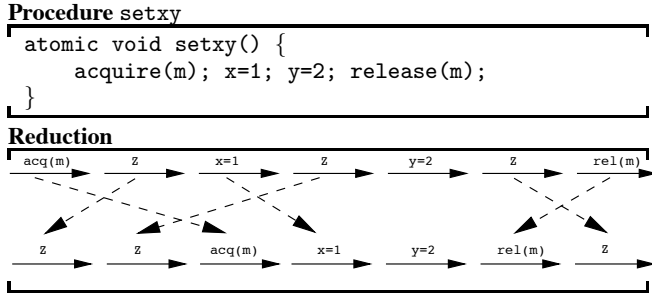 Procedure setxy
atomic void setxy() {
acquire(m); x=1; y=2; release(m);
}
Reduction
acq(m) Z x=1 Z y=2 Z rel(m)
Z Z acq(m) x=1 y=2 rel(m) Z